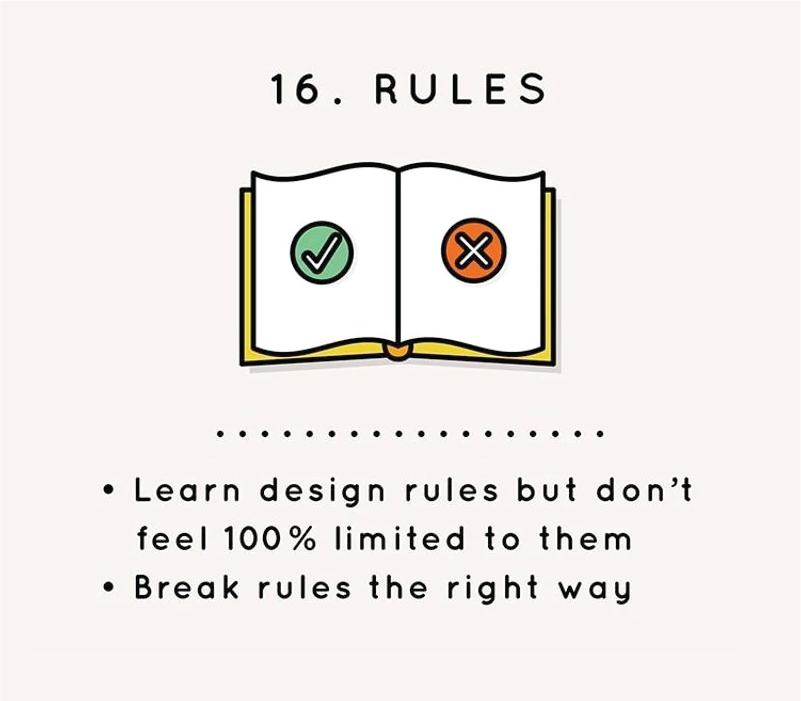 16. RULES
• Learn design rules but don’t
feel 100% limited to them
• Break rules the right way